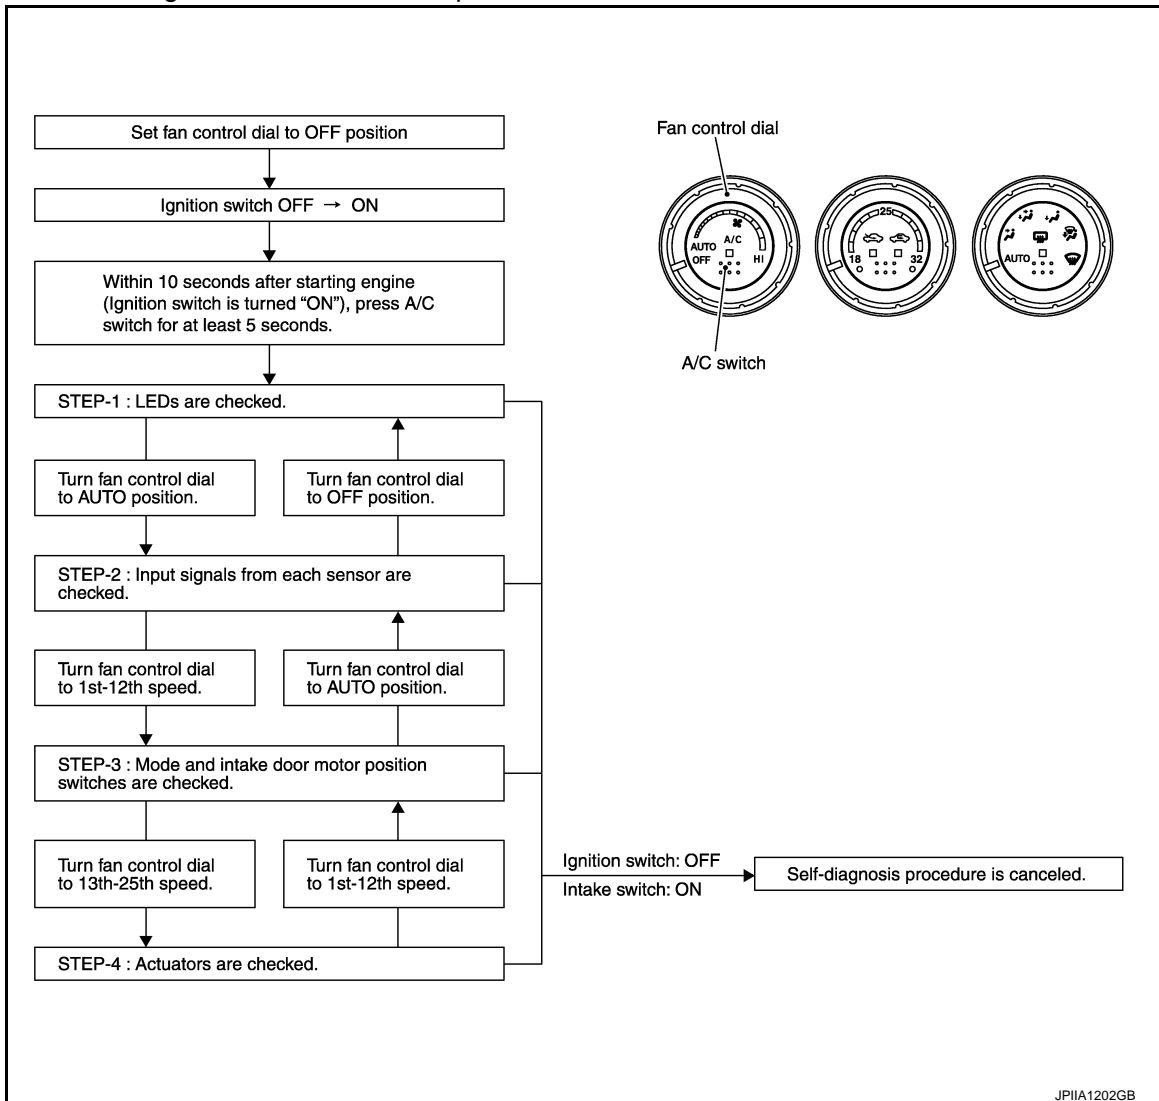 Set fan control dial to OFF position
Ignition switch OFF → ON
Within 10 seconds after starting engine
(Ignition switch is turned “ON”), press A/C
switch for at least 5 seconds.
STEP-1 : LEDs are checked.
Turn fan control dial
to AUTO position.
Turn fan control dial
to OFF position.
STEP-2 : Input signals from each sensor are
checked.
Turn fan control dial
to 1st-12th speed.
Turn fan control dial
to AUTO position.
STEP-3 : Mode and intake door motor position
switches are checked.
Turn fan control dial
to 13th-25th speed.
Turn fan control dial
to 1st-12th speed.
STEP-4 : Actuators are checked.
Ignition switch: OFF
Intake switch: ON
Self-diagnosis procedure is canceled.
Fan control dial
A/C
AUTO
OFF
HI
25
18
32
AUTO
A/C switch
JPIIA1202GB